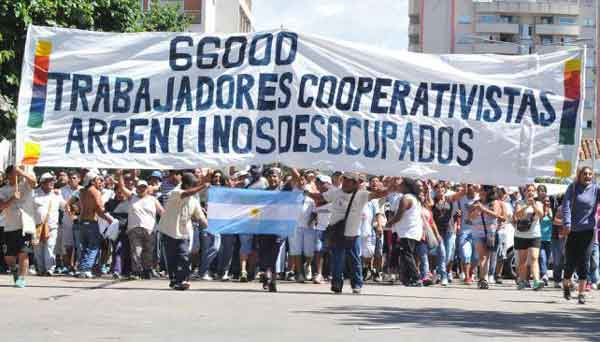 66000
TRABAJADORES COOPERATIVISTAS
ARGENTINOS DESOCUPADOS